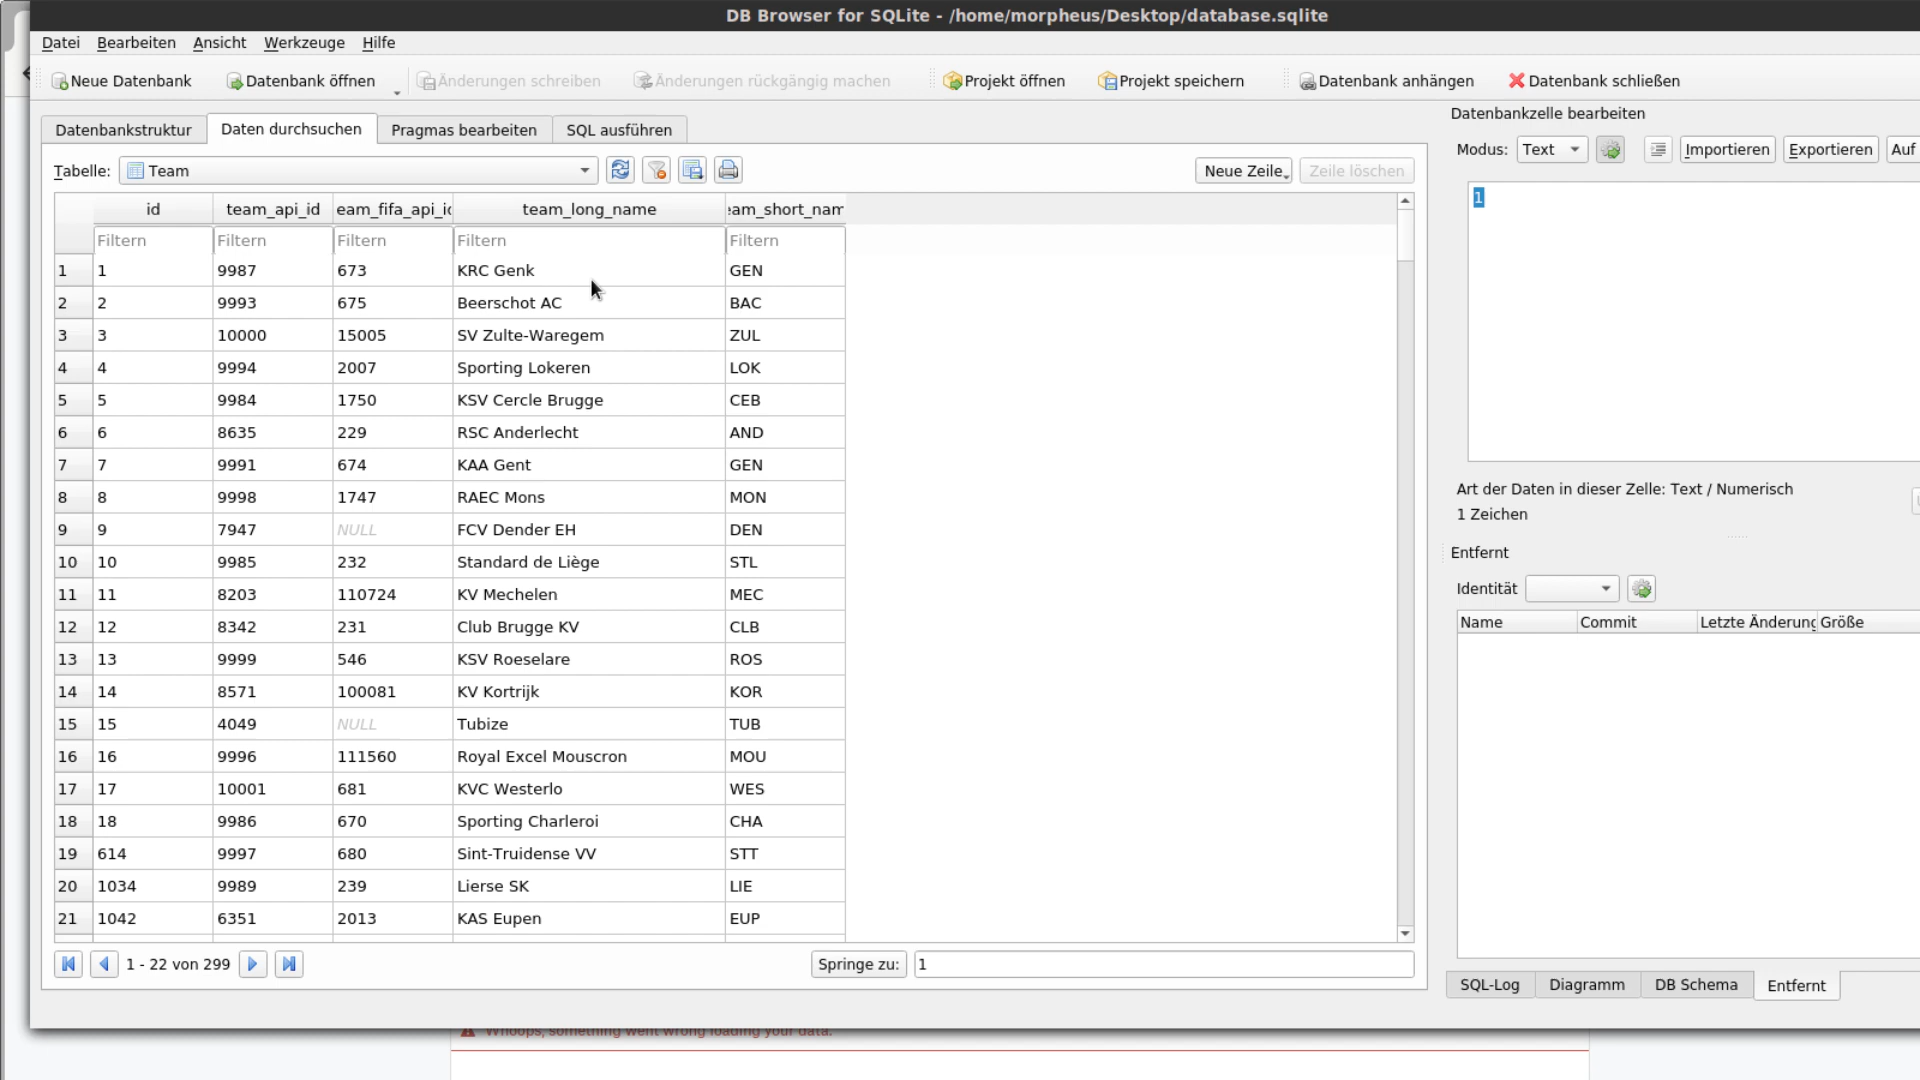 DB Browser for SQLite - /home/morpheus/Desktop/database.sqlite
Datei Bearbeiten Ansicht Werkzeuge Hilfe
Neue Datenbank Datenbank öffnen Änderungen schreiben Änderungen rückgängig machen Projekt öffnen Projekt speichern Datenbank anhängen Datenbank schließen
Datenbankstruktur Daten durchsuchen Pragmas bearbeiten SQL ausführen
Tabelle: Team Neue Zeile Zeile löschen
id team_api_id eam_fifa_api_ic team_long_name eam_short_nam
Filtern Filtern Filtern Filtern Filtern
1 1 9987 673 KRC Genk GEN
2 2 9993 675 Beerschot AC BAC
3 3 10000 15005 SV Zulte-Waregem ZUL
4 4 9994 2007 Sporting Lokeren LOK
5 5 9984 1750 KSV Cercle Brugge CEB
6 6 8635 229 RSC Anderlecht AND
7 7 9991 674 KAA Gent GEN
8 8 9998 1747 RAEC Mons MON
9 9 7947 NULL FCV Dender EH DEN
10 10 9985 232 Standard de Liège STL
11 11 8203 110724 KV Mechelen MEC
12 12 8342 231 Club Brugge KV CLB
13 13 9999 546 KSV Roeselare ROS
14 14 8571 100081 KV Kortrijk KOR
15 15 4049 NULL Tubize TUB
16 16 9996 111560 Royal Excel Mouscron MOU
17 17 10001 681 KVC Westerlo WES
18 18 9986 670 Sporting Charleroi CHA
19 614 9997 680 Sint-Truidense VV STT
20 1034 9989 239 Lierse SK LIE
21 1042 6351 2013 KAS Eupen EUP
1 - 22 von 299 Springe zu: 1
Datenbankzelle bearbeiten
Modus: Text Importieren Exportieren Auf
1
Art der Daten in dieser Zelle: Text / Numerisch
1 Zeichen
Entfernt
Identität
Name Commit Letzte Änderung Größe
SQL-Log Diagramm DB Schema Entfernt
Whoops, something went wrong loading your data.